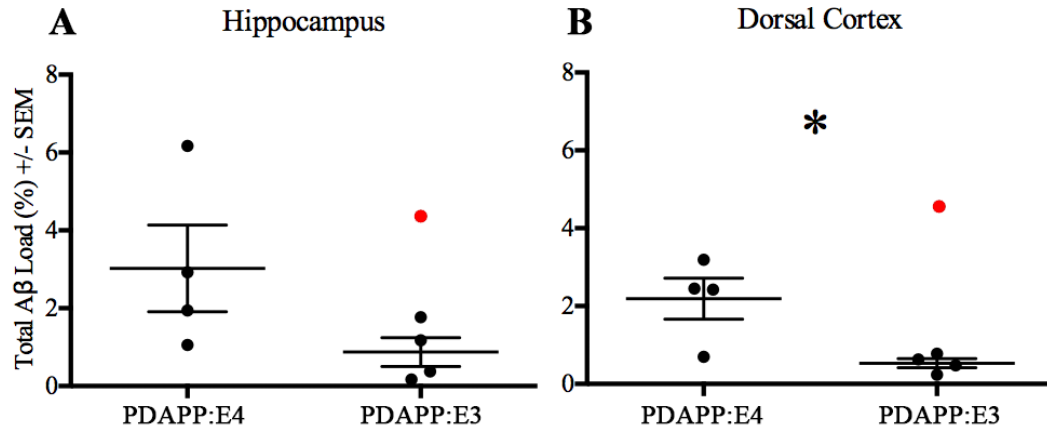 A Hippocampus
B Dorsal Cortex
Total Aβ Load (%) +/- SEM
8
6
4
2
0
PDAPP:E4 PDAPP:E3
8
6
4
2
0
*
PDAPP:E4 PDAPP:E3